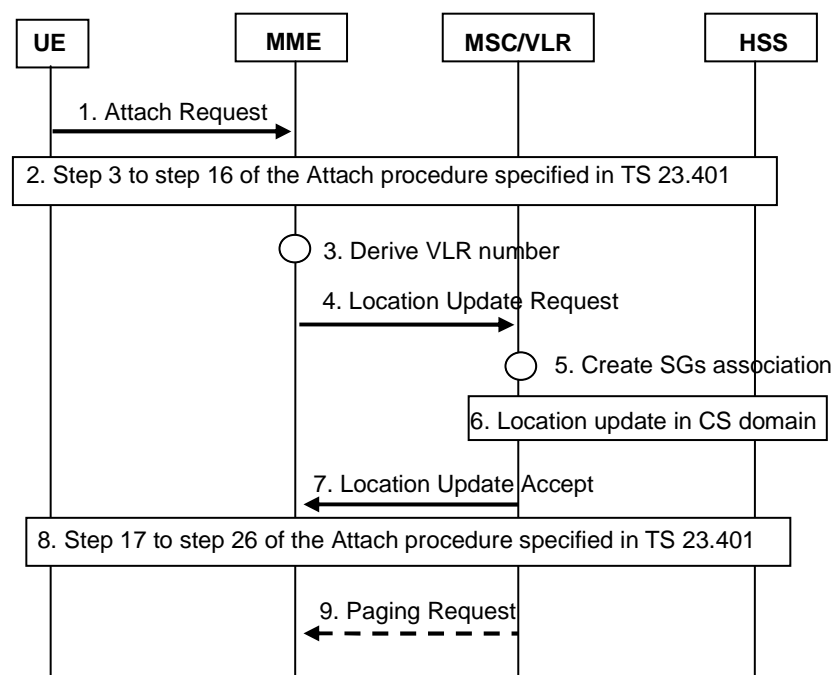 UE
MME
MSC/VLR
HSS
1. Attach Request
2. Step 3 to step 16 of the Attach procedure specified in TS 23.401
3. Derive VLR number
4. Location Update Request
5. Create SGs association
6. Location update in CS domain
7. Location Update Accept
8. Step 17 to step 26 of the Attach procedure specified in TS 23.401
9. Paging Request